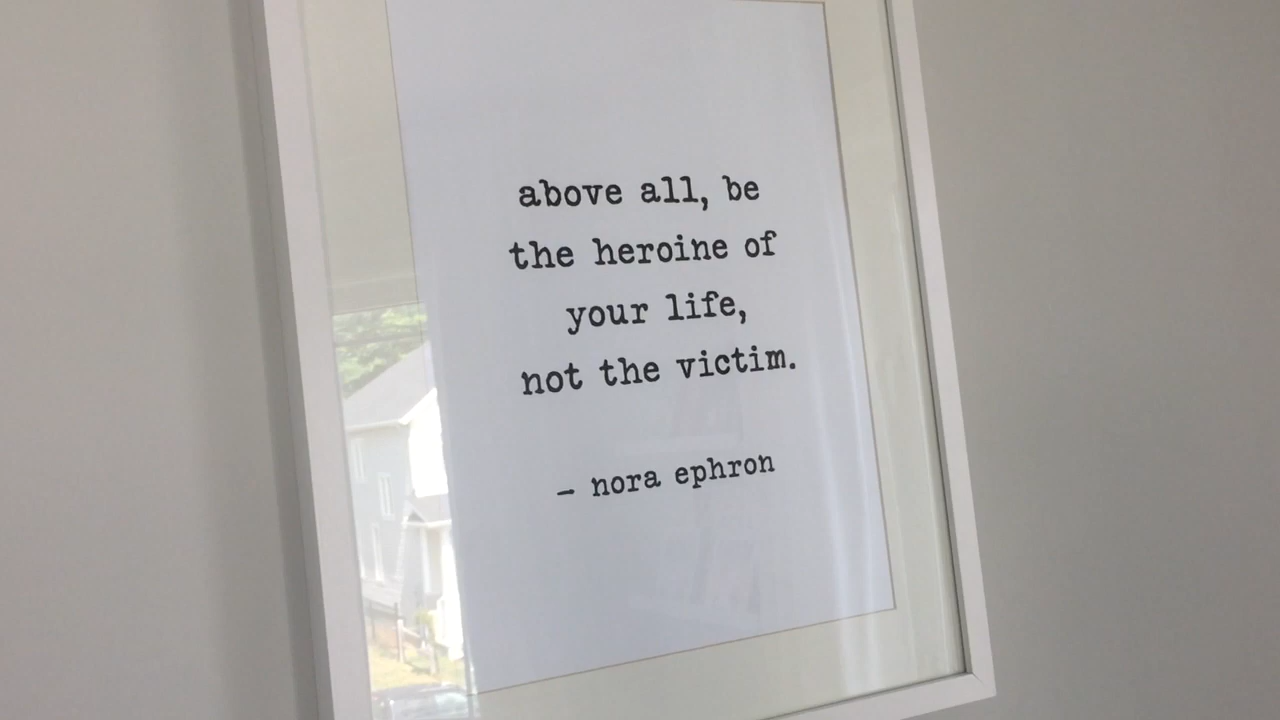 above all, be
the heroine of
your life,
not the victim.
– nora ephron